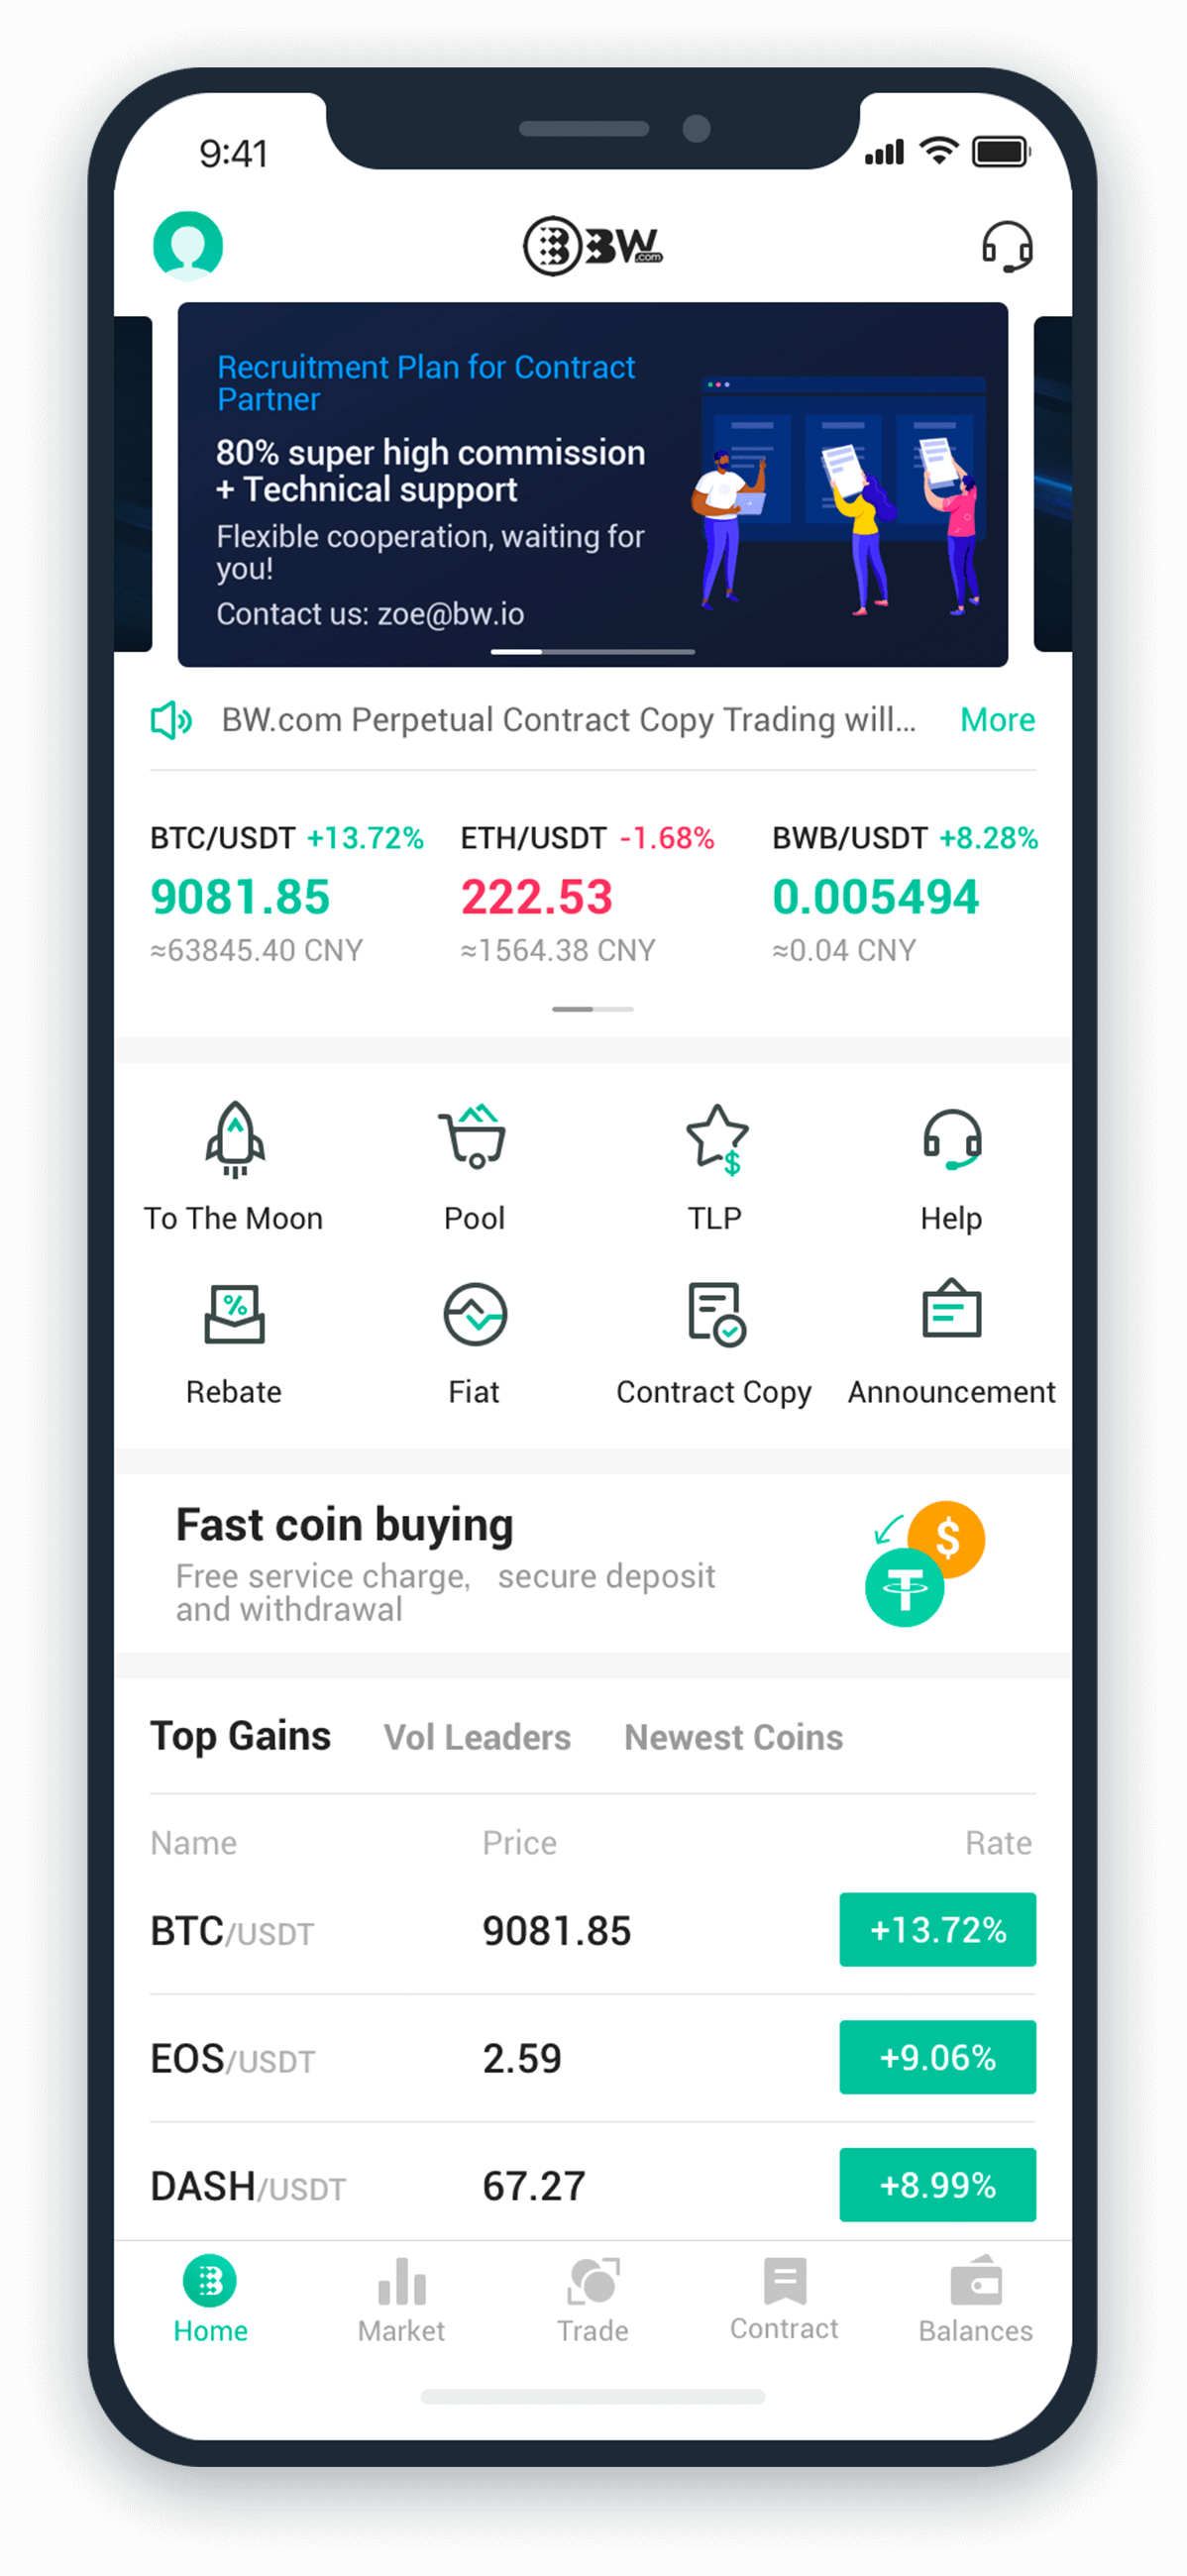 9:41
BW.com
Recruitment Plan for Contract
Partner
80% super high commission
+ Technical support
Flexible cooperation, waiting for
you!
Contact us: zoe@bw.io
BW.com Perpetual Contract Copy Trading will... More
BTC/USDT +13.72% ETH/USDT -1.68% BWB/USDT +8.28%
9081.85 222.53 0.005494
≈63845.40 CNY ≈1564.38 CNY ≈0.04 CNY
To The Moon Pool TLP Help
Rebate Fiat Contract Copy Announcement
Fast coin buying
Free service charge, secure deposit
and withdrawal
Top Gains Vol Leaders Newest Coins
Name Price Rate
BTC/USDT 9081.85 +13.72%
EOS/USDT 2.59 +9.06%
DASH/USDT 67.27 +8.99%
Home Market Trade Contract Balances